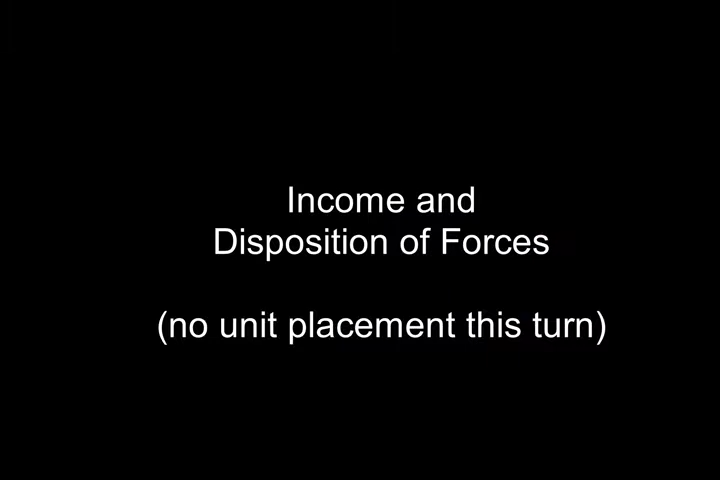 Income and
Disposition of Forces
(no unit placement this turn)